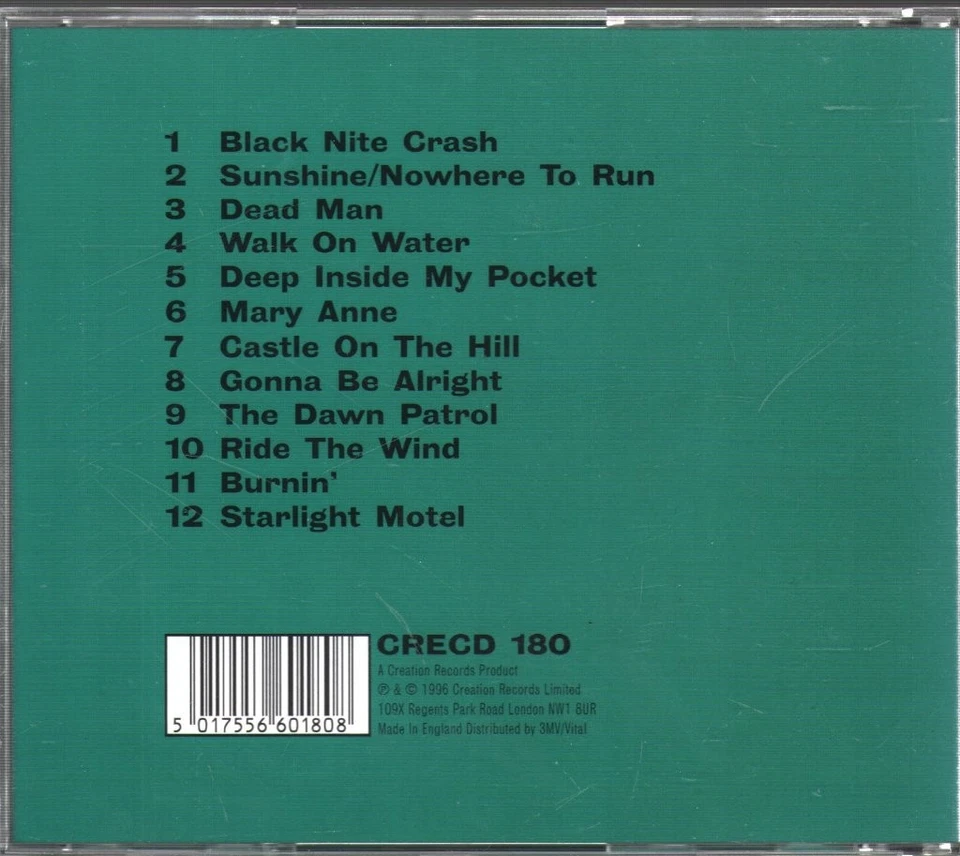 1 Black Nite Crash
2 Sunshine/Nowhere To Run
3 Dead Man
4 Walk On Water
5 Deep Inside My Pocket
6 Mary Anne
7 Castle On The Hill
8 Gonna Be Alright
9 The Dawn Patrol
10 Ride The Wind
11 Burnin'
12 Starlight Motel
CRECD 180
A Creation Records Product
℗ & © 1996 Creation Records Limited
109X Regents Park Road London NW1 8UR
Made In England Distributed by 3MV/Vital
5 017556 601808